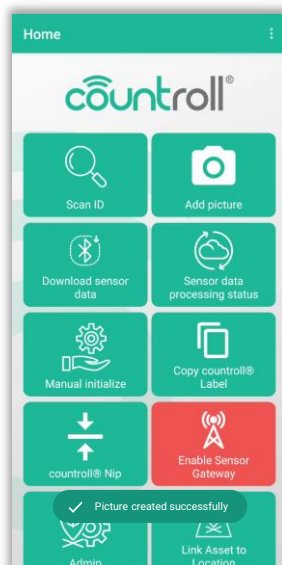 Home
countroll®
Scan ID
Add picture
Download sensor
data
Sensor data
processing status
Manual initialize
Copy countroll®
Label
countroll® Nip
Enable Sensor
Gateway
Picture created successfully
Admin
Link Asset to
Location